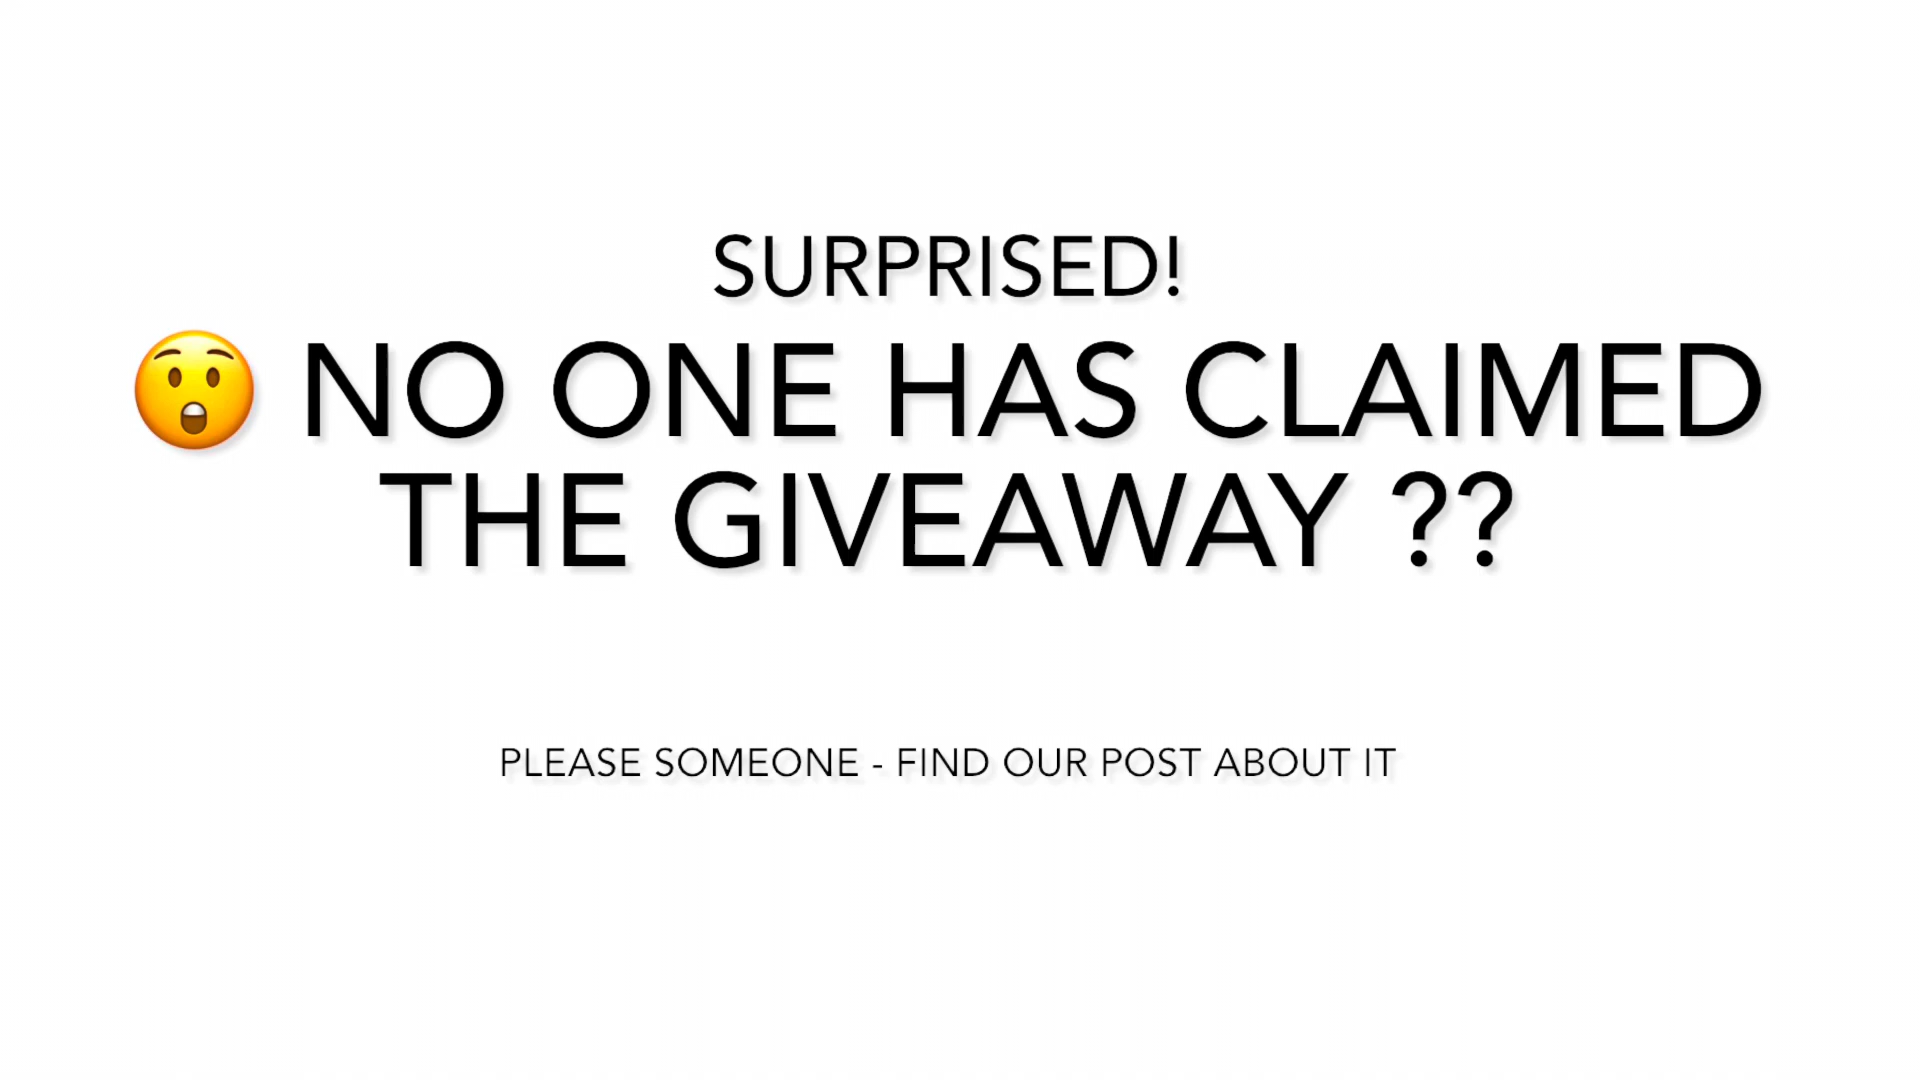 SURPRISED!
😲 NO ONE HAS CLAIMED
THE GIVEAWAY ??
PLEASE SOMEONE - FIND OUR POST ABOUT IT